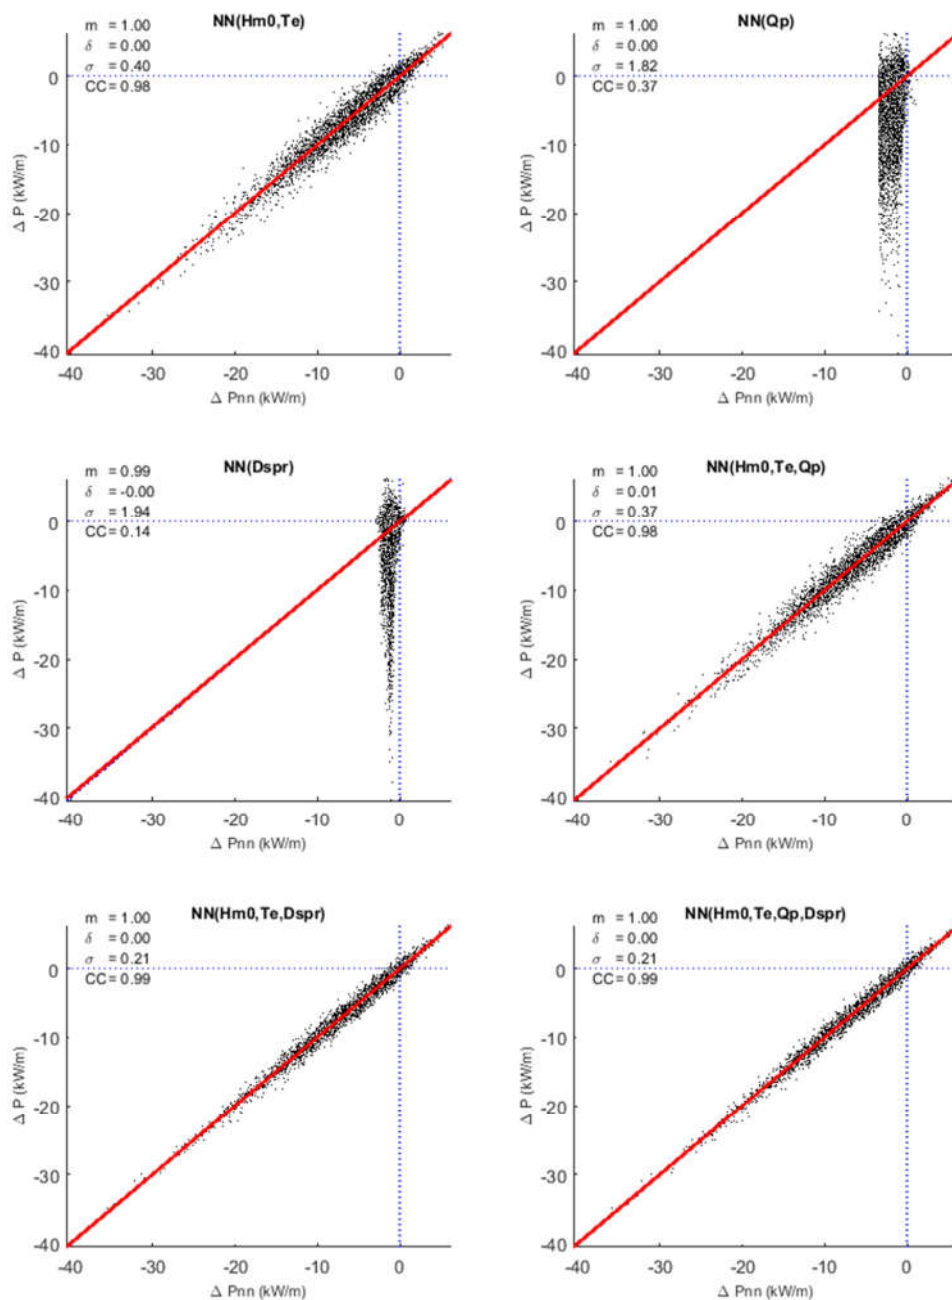 NN(Hm0,Te)
m = 1.00
δ = 0.00
σ = 0.40
CC = 0.98
0
-10
-20
-30
-40
Δ P (kW/m)
-40 -30 -20 -10 0
Δ Pnn (kW/m)
NN(Qp)
m = 1.00
δ = 0.00
σ = 1.82
CC = 0.37
0
-10
-20
-30
-40
Δ P (kW/m)
-40 -30 -20 -10 0
Δ Pnn (kW/m)
NN(Dspr)
m = 0.99
δ = -0.00
σ = 1.94
CC = 0.14
0
-10
-20
-30
-40
Δ P (kW/m)
-40 -30 -20 -10 0
Δ Pnn (kW/m)
NN(Hm0,Te,Qp)
m = 1.00
δ = 0.01
σ = 0.37
CC = 0.98
0
-10
-20
-30
-40
Δ P (kW/m)
-40 -30 -20 -10 0
Δ Pnn (kW/m)
NN(Hm0,Te,Dspr)
m = 1.00
δ = 0.00
σ = 0.21
CC = 0.99
0
-10
-20
-30
-40
Δ P (kW/m)
-40 -30 -20 -10 0
Δ Pnn (kW/m)
NN(Hm0,Te,Qp,Dspr)
m = 1.00
δ = 0.00
σ = 0.21
CC = 0.99
0
-10
-20
-30
-40
Δ P (kW/m)
-40 -30 -20 -10 0
Δ Pnn (kW/m)